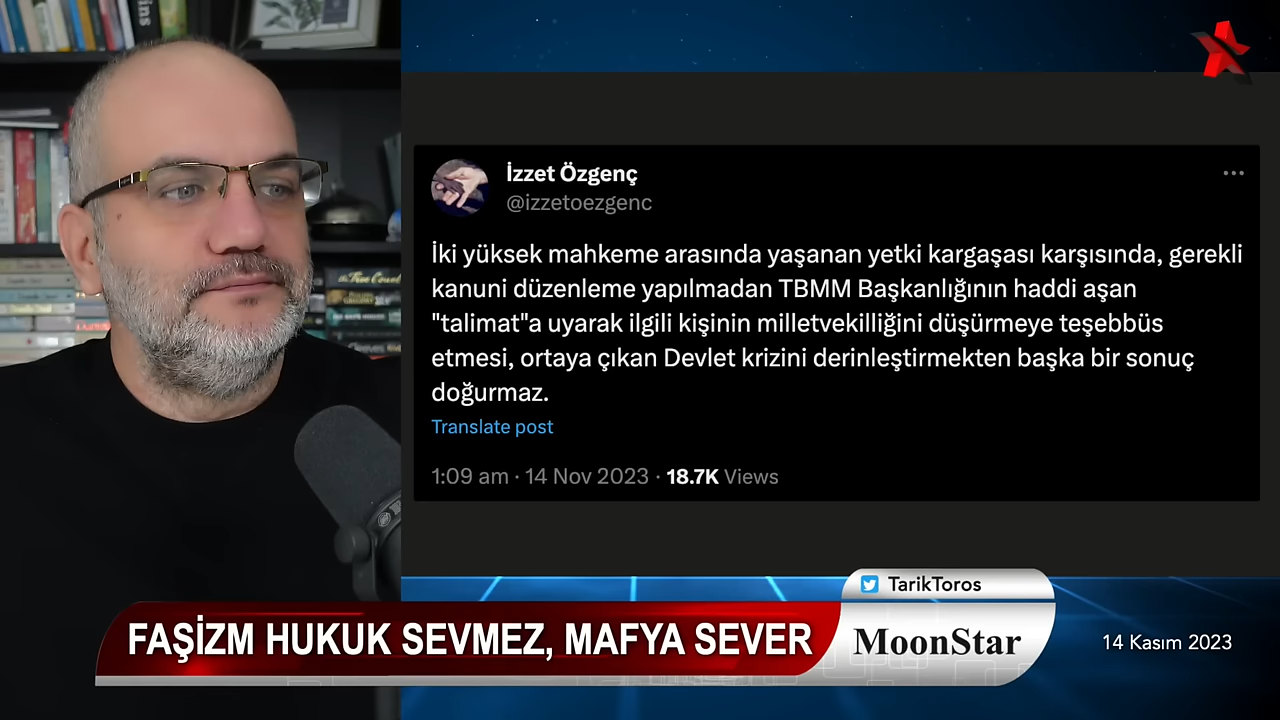 İzzet Özgenç
@izzetoezgenc
İki yüksek mahkeme arasında yaşanan yetki kargaşası karşısında, gerekli
kanuni düzenleme yapılmadan TBMM Başkanlığının haddi aşan
"talimat"a uyarak ilgili kişinin milletvekilliğini düşürmeye teşebbüs
etmesi, ortaya çıkan Devlet krizini derinleştirmekten başka bir sonuç
doğurmaz.
Translate post
1:09 am · 14 Nov 2023 · 18.7K Views
TarikToros
FAŞİZM HUKUK SEVMEZ, MAFYA SEVER
MoonStar
14 Kasım 2023